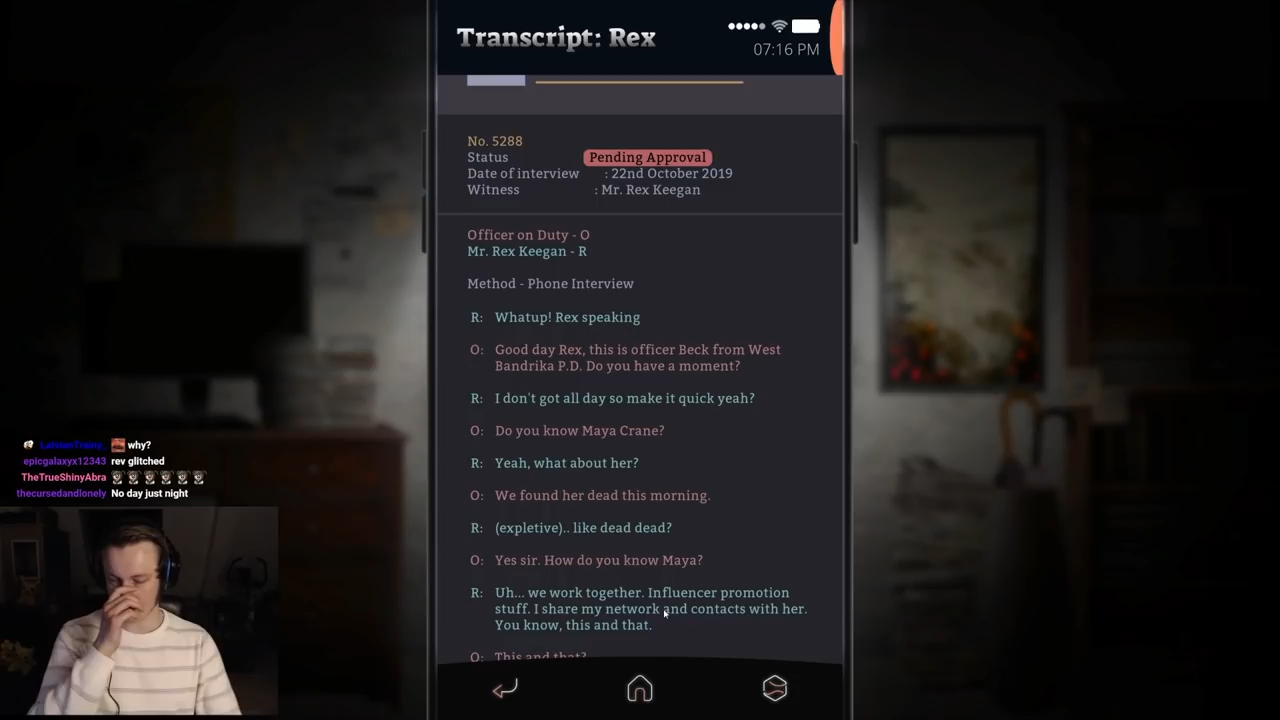 Transcript: Rex
07:16 PM
No. 5288
Status Pending Approval
Date of interview : 22nd October 2019
Witness : Mr. Rex Keegan
Officer on Duty - O
Mr. Rex Keegan - R
Method - Phone Interview
R: Whatup! Rex speaking
O: Good day Rex, this is officer Beck from West
Bandrika P.D. Do you have a moment?
R: I don't got all day so make it quick yeah?
O: Do you know Maya Crane?
R: Yeah, what about her?
O: We found her dead this morning.
R: (expletive).. like dead dead?
O: Yes sir. How do you know Maya?
R: Uh... we work together. Influencer promotion
stuff. I share my network and contacts with her.
You know, this and that.
O: This and that?
why?
epicgalaxyx12343 rev glitched
TheTrueShinyAbra
thecursedandlonely No day just night